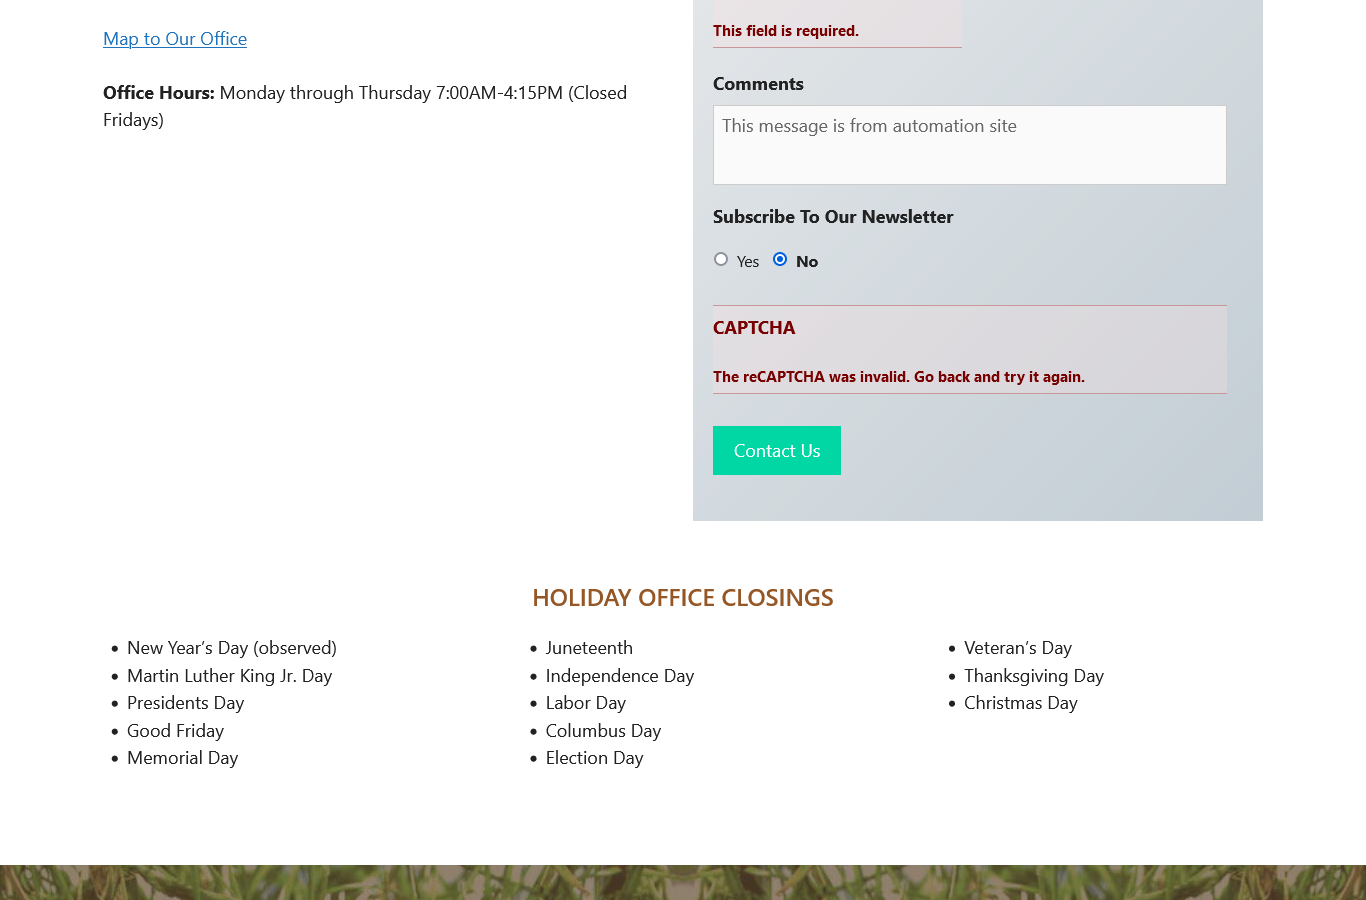 Map to Our Office
Office Hours: Monday through Thursday 7:00AM-4:15PM (Closed
Fridays)
This field is required.
Comments
This message is from automation site
Subscribe To Our Newsletter
Yes No
CAPTCHA
The reCAPTCHA was invalid. Go back and try it again.
Contact Us
HOLIDAY OFFICE CLOSINGS
New Year’s Day (observed)
Martin Luther King Jr. Day
Presidents Day
Good Friday
Memorial Day
Juneteenth
Independence Day
Labor Day
Columbus Day
Election Day
Veteran’s Day
Thanksgiving Day
Christmas Day